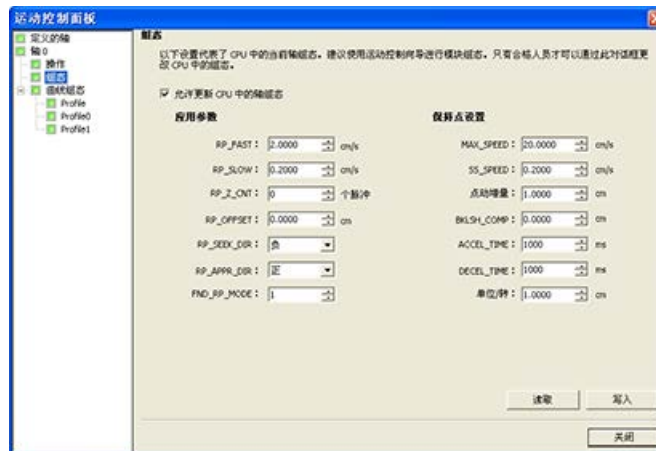 运动控制面板
定义的轴
轴0
操作
组态
曲线组态
Profile
Profile0
Profile1
组态
以下设置代表了 CPU 中的当前轴组态。建议使用运动控制向导进行模块组态。只有合格人员才可以通过此对话框更
改 CPU 中的组态。
允许更新 CPU 中的轴组态
应用参数
RP_FAST： 2.0000 cm/s
RP_SLOW： 0.2000 cm/s
RP_Z_CNT： 0 个脉冲
RP_OFFSET： 0.0000 cm
RP_SEEK_DIR： 负
RP_APPR_DIR： 正
FND_RP_MODE： 1
保持点设置
MAX_SPEED： 20.0000 cm/s
SS_SPEED： 0.2000 cm/s
点动增量： 1.0000 cm
BKLSH_COMP： 0.0000 cm
ACCEL_TIME： 1000 ms
DECEL_TIME： 1000 ms
单位/转： 1.0000 cm
读取 写入
关闭